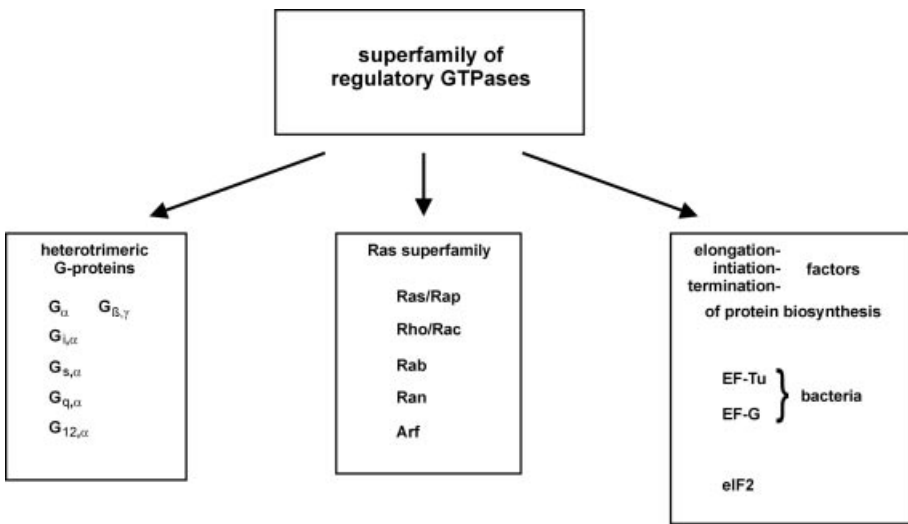 superfamily of
regulatory GTPases
heterotrimeric
G-proteins
Gα Gß,γ
Gi,α
Gs,α
Gq,α
G12,α
Ras superfamily
Ras/Rap
Rho/Rac
Rab
Ran
Arf
elongation-
intiation- factors
termination-
of protein biosynthesis
EF-Tu
} bacteria
EF-G
eIF2